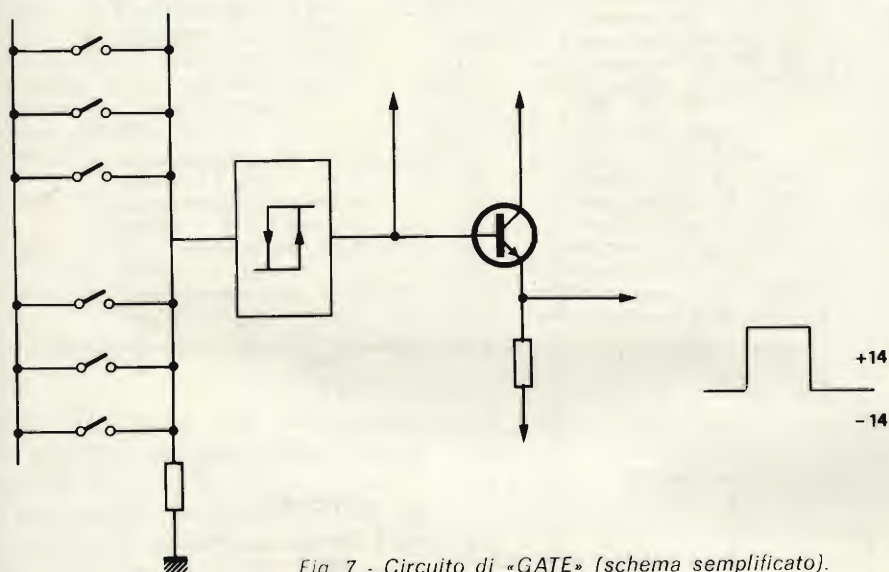 +14
-14
Fig. 7 - Circuito di «GATE» (schema semplificato).